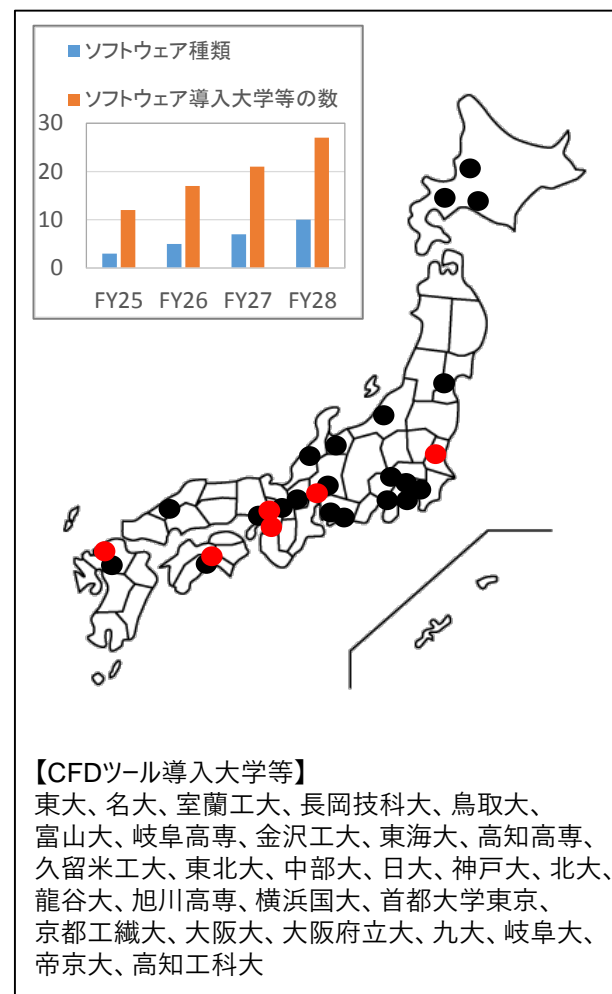 ■ソフトウェア種類
■ソフトウェア導入大学等の数
30
20
10
0
FY25 FY26 FY27 FY28
【CFDツール導入大学等】
東大、名大、室蘭工大、長岡技科大、鳥取大、
富山大、岐阜高専、金沢工大、東海大、高知高専、
久留米工大、東北大、中部大、日大、神戸大、北大、
龍谷大、旭川高専、横浜国大、首都大学東京、
京都工繊大、大阪大、大阪府立大、九大、岐阜大、
帝京大、高知工科大